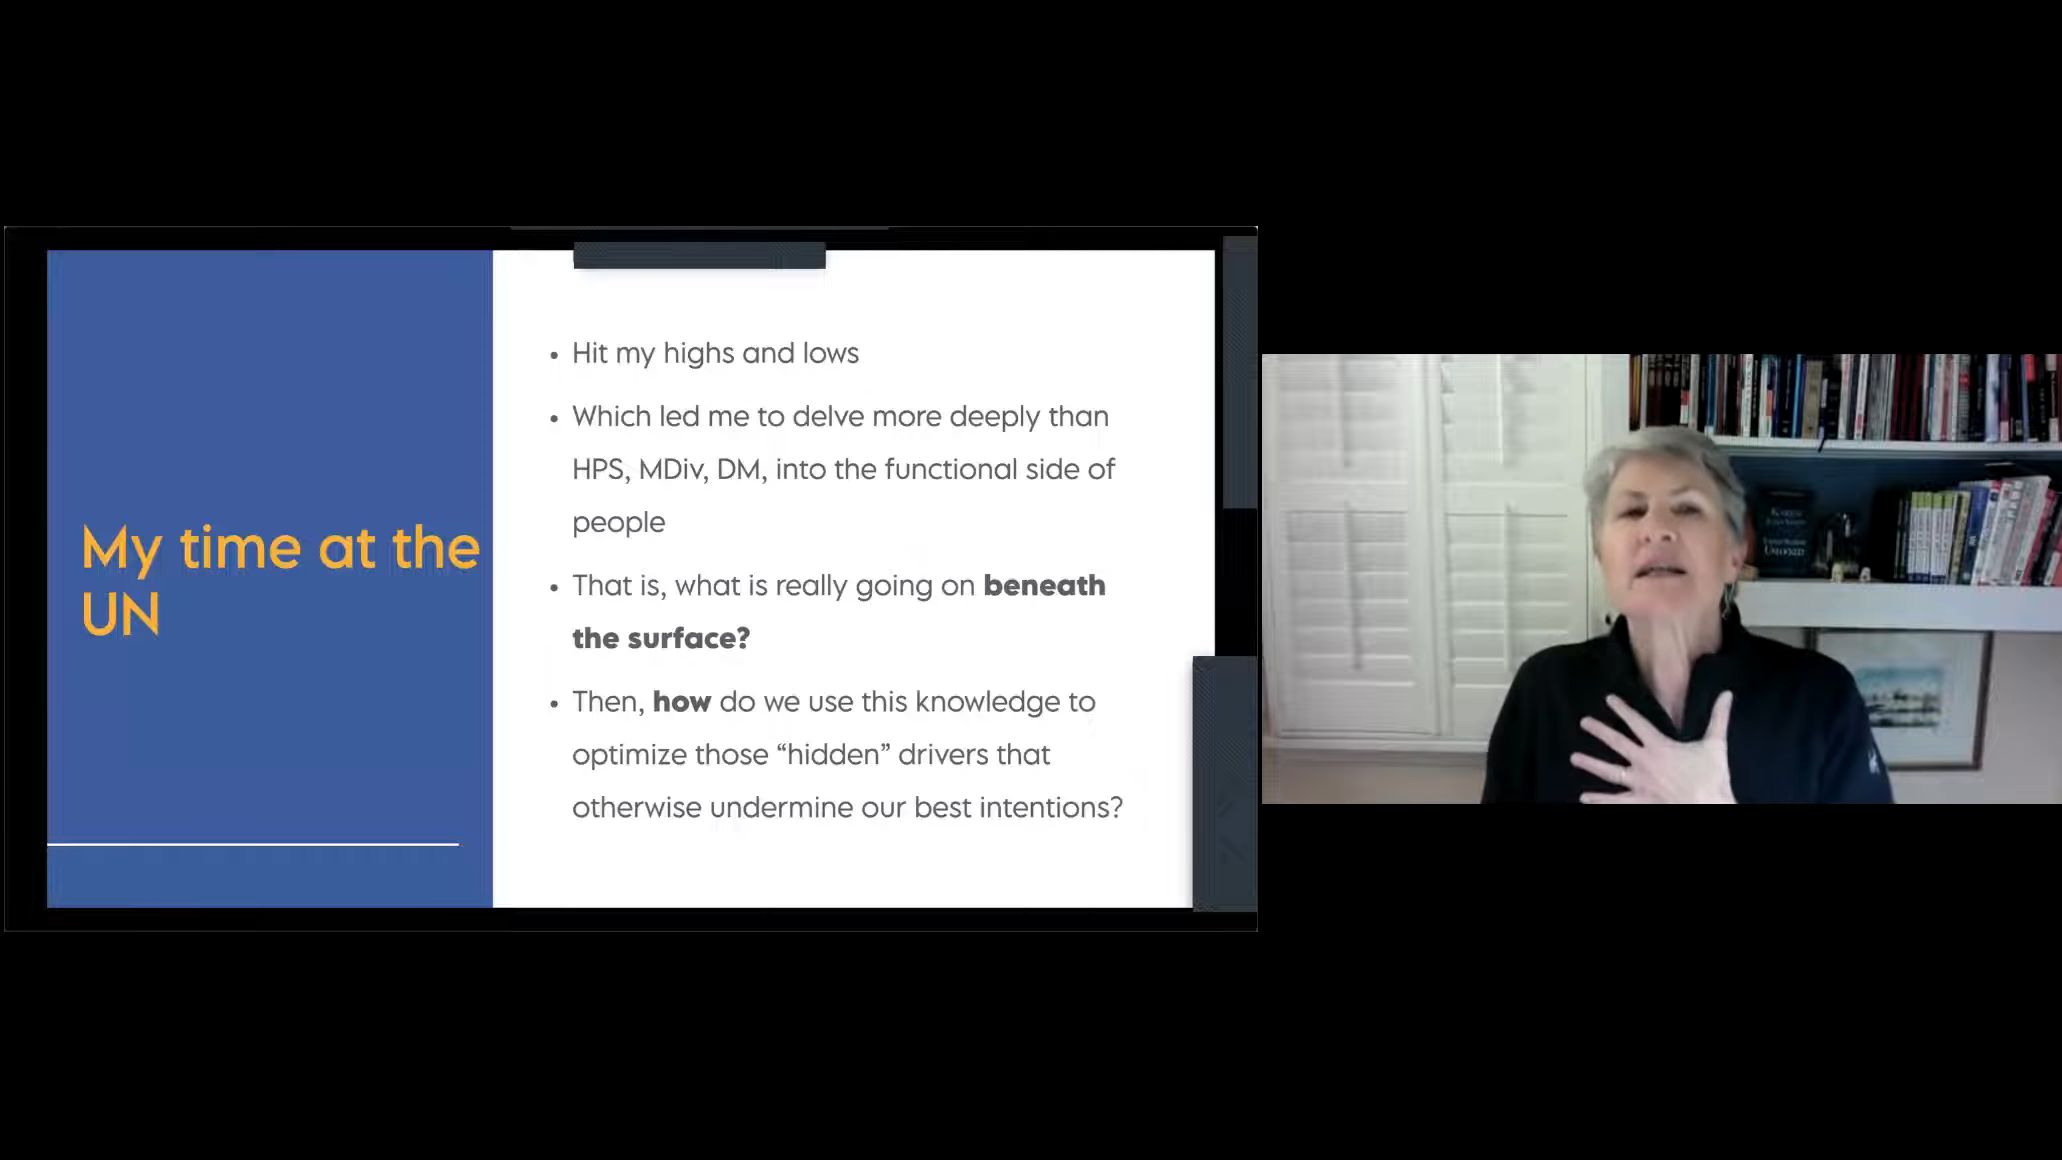 My time at the
UN
• Hit my highs and lows
• Which led me to delve more deeply than
HPS, MDiv, DM, into the functional side of
people
• That is, what is really going on beneath
the surface?
• Then, how do we use this knowledge to
optimize those “hidden” drivers that
otherwise undermine our best intentions?